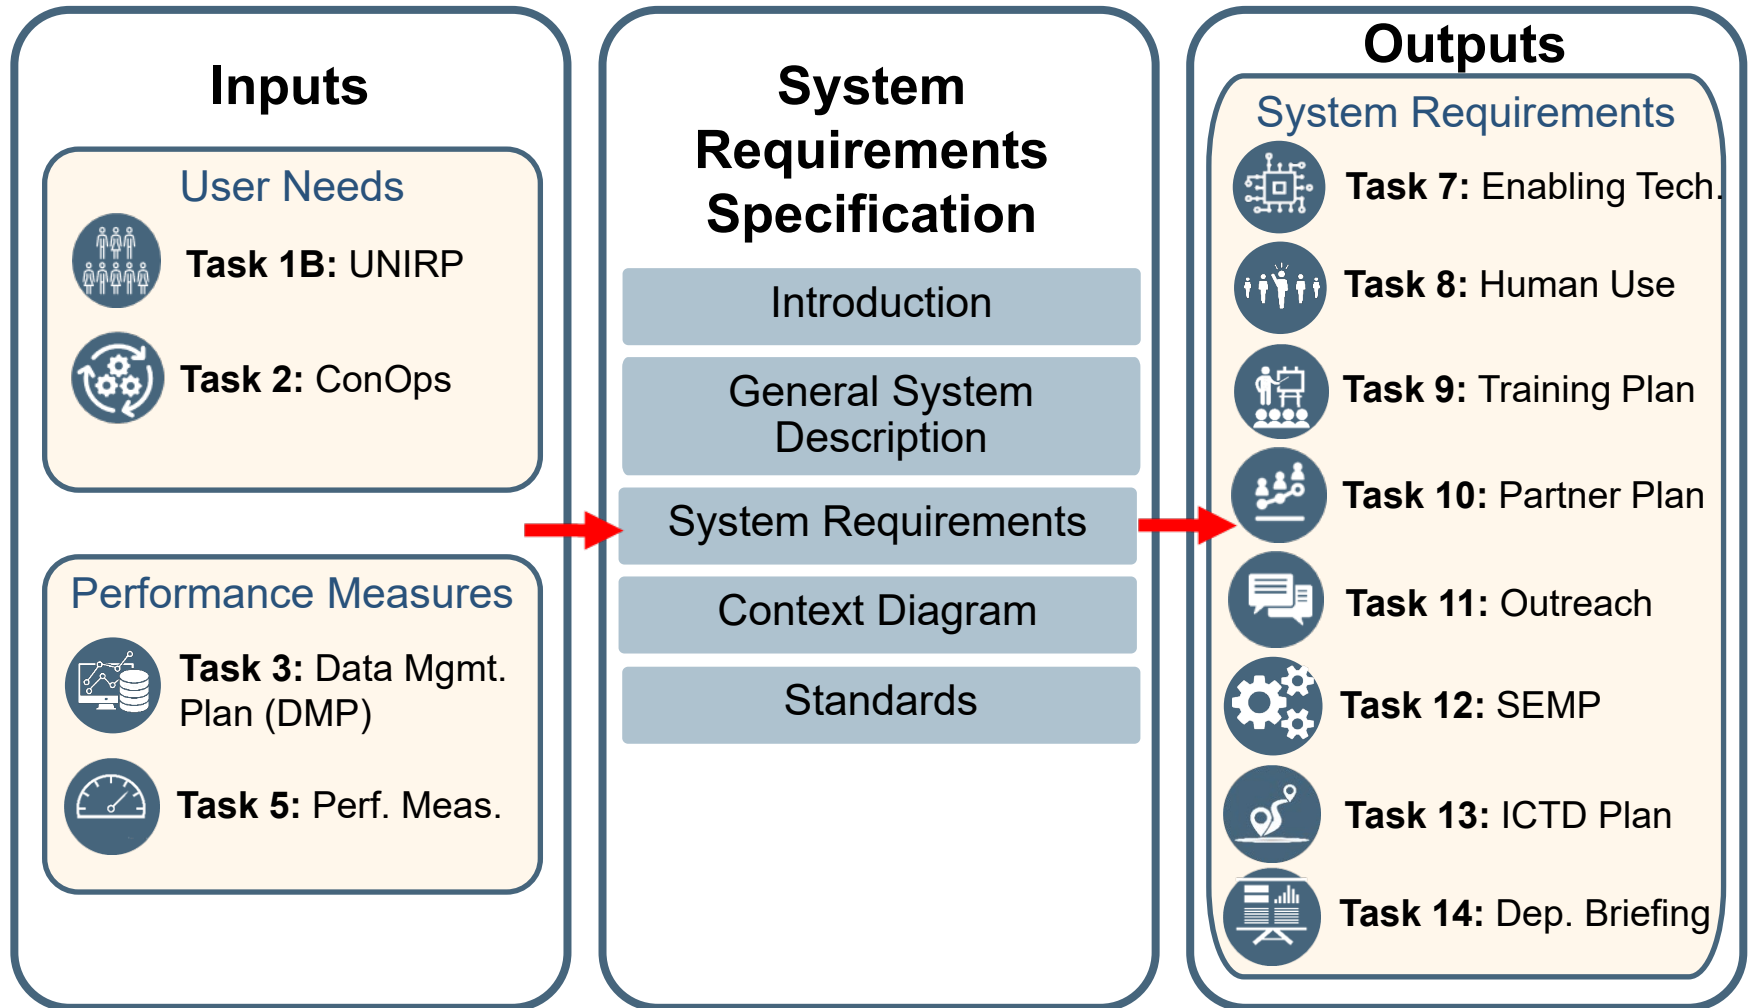 Inputs
User Needs
Task 1B: UNIRP
Task 2: ConOps
Performance Measures
Task 3: Data Mgmt.
Plan (DMP)
Task 5: Perf. Meas.
System
Requirements
Specification
Introduction
General System
Description
System Requirements
Context Diagram
Standards
Outputs
System Requirements
Task 7: Enabling Tech.
Task 8: Human Use
Task 9: Training Plan
Task 10: Partner Plan
Task 11: Outreach
Task 12: SEMP
Task 13: ICTD Plan
Task 14: Dep. Briefing